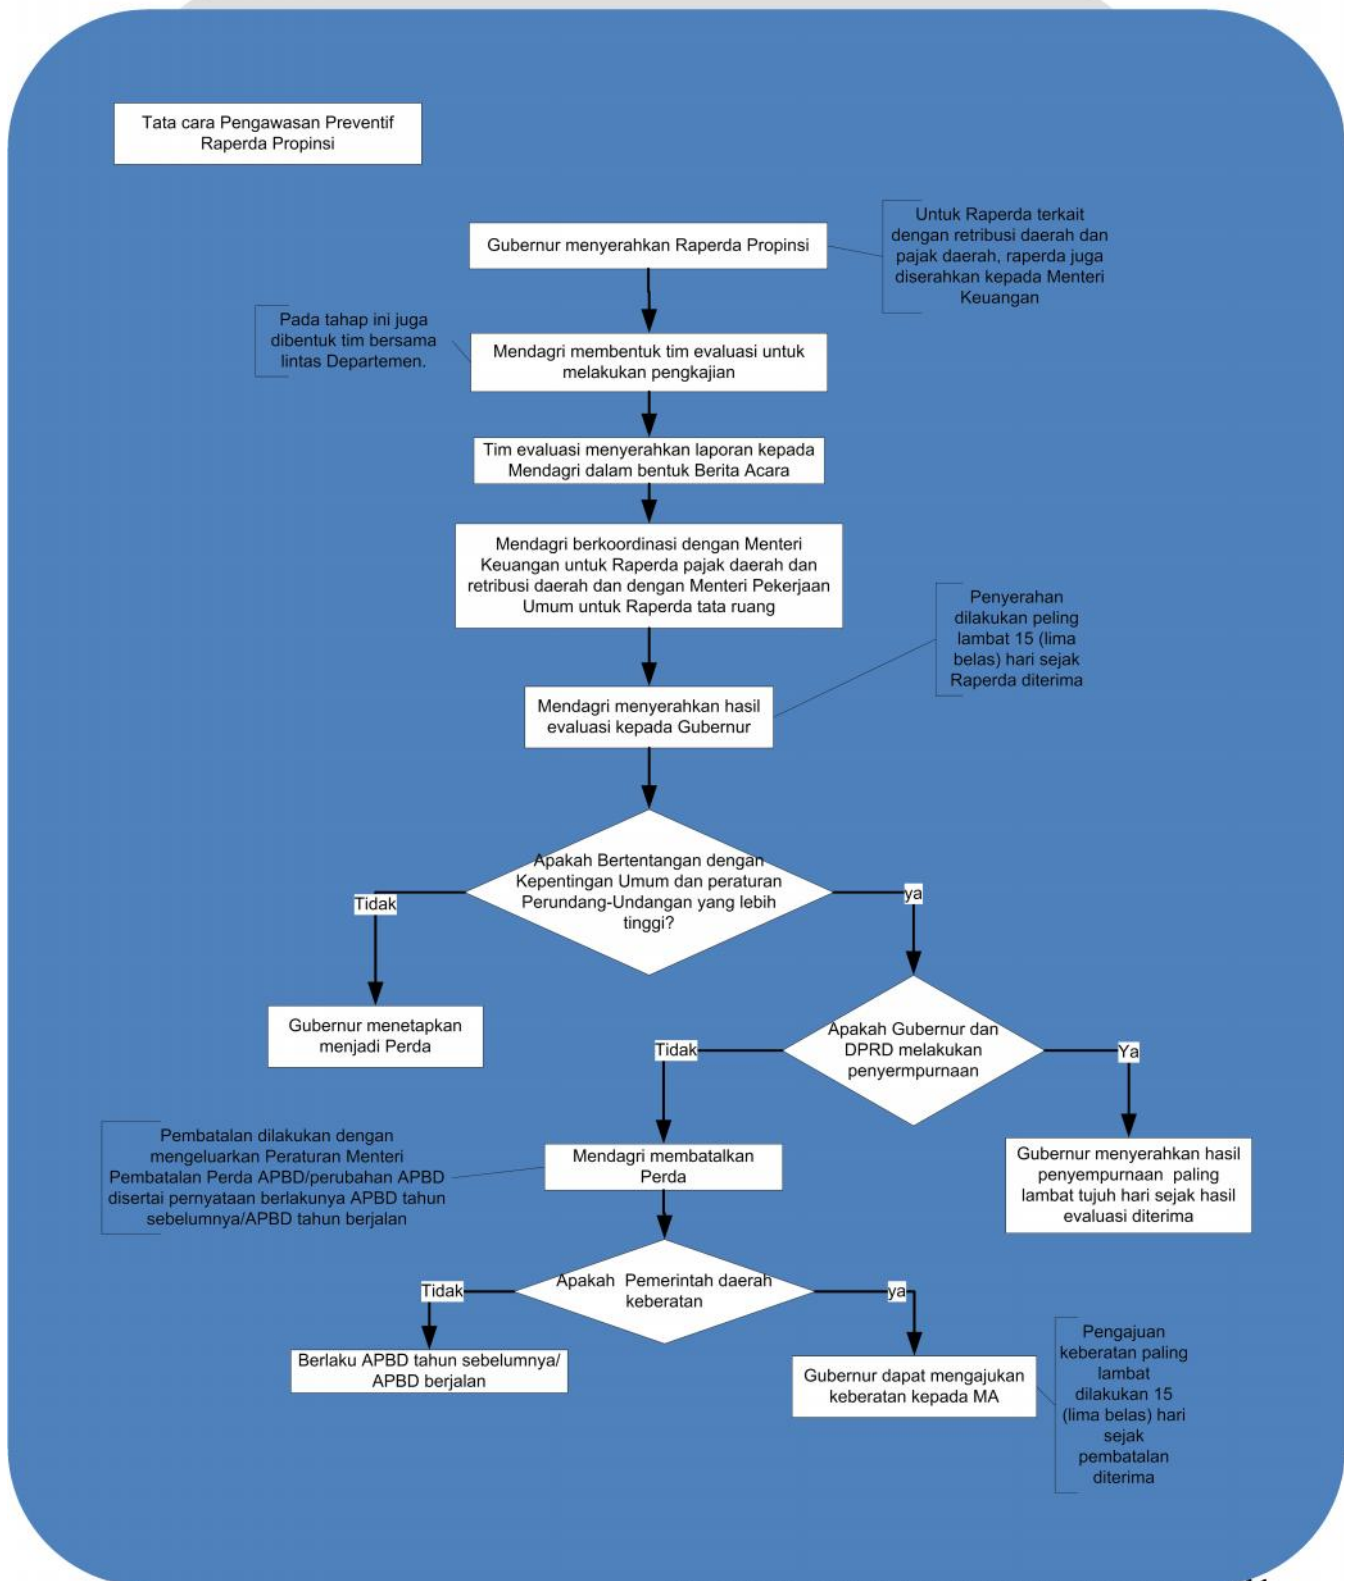 Tata cara Pengawasan Preventif
Raperda Propinsi
Gubernur menyerahkan Raperda Propinsi
Untuk Raperda terkait
dengan retribusi daerah dan
pajak daerah, raperda juga
diserahkan kepada Menteri
Keuangan
Pada tahap ini juga
dibentuk tim bersama
lintas Departemen.
Mendagri membentuk tim evaluasi untuk
melakukan pengkajian
Tim evaluasi menyerahkan laporan kepada
Mendagri dalam bentuk Berita Acara
Mendagri berkoordinasi dengan Menteri
Keuangan untuk Raperda pajak daerah dan
retribusi daerah dan dengan Menteri Pekerjaan
Umum untuk Raperda tata ruang
Penyerahan
dilakukan peling
lambat 15 (lima
belas) hari sejak
Raperda diterima
Mendagri menyerahkan hasil
evaluasi kepada Gubernur
Apakah Bertentangan dengan
Kepentingan Umum dan peraturan
Perundang-Undangan yang lebih
tinggi?
Tidak
ya
Gubernur menetapkan
menjadi Perda
Apakah Gubernur dan
DPRD melakukan
penyermpurnaan
Tidak
Ya
Pembatalan dilakukan dengan
mengeluarkan Peraturan Menteri
Pembatalan Perda APBD/perubahan APBD
disertai pernyataan berlakunya APBD tahun
sebelumnya/APBD tahun berjalan
Mendagri membatalkan
Perda
Gubernur menyerahkan hasil
penyempurnaan paling
lambat tujuh hari sejak hasil
evaluasi diterima
Apakah Pemerintah daerah
keberatan
Tidak
ya
Berlaku APBD tahun sebelumnya/
APBD berjalan
Gubernur dapat mengajukan
keberatan kepada MA
Pengajuan
keberatan paling
lambat
dilakukan 15
(lima belas) hari
sejak
pembatalan
diterima